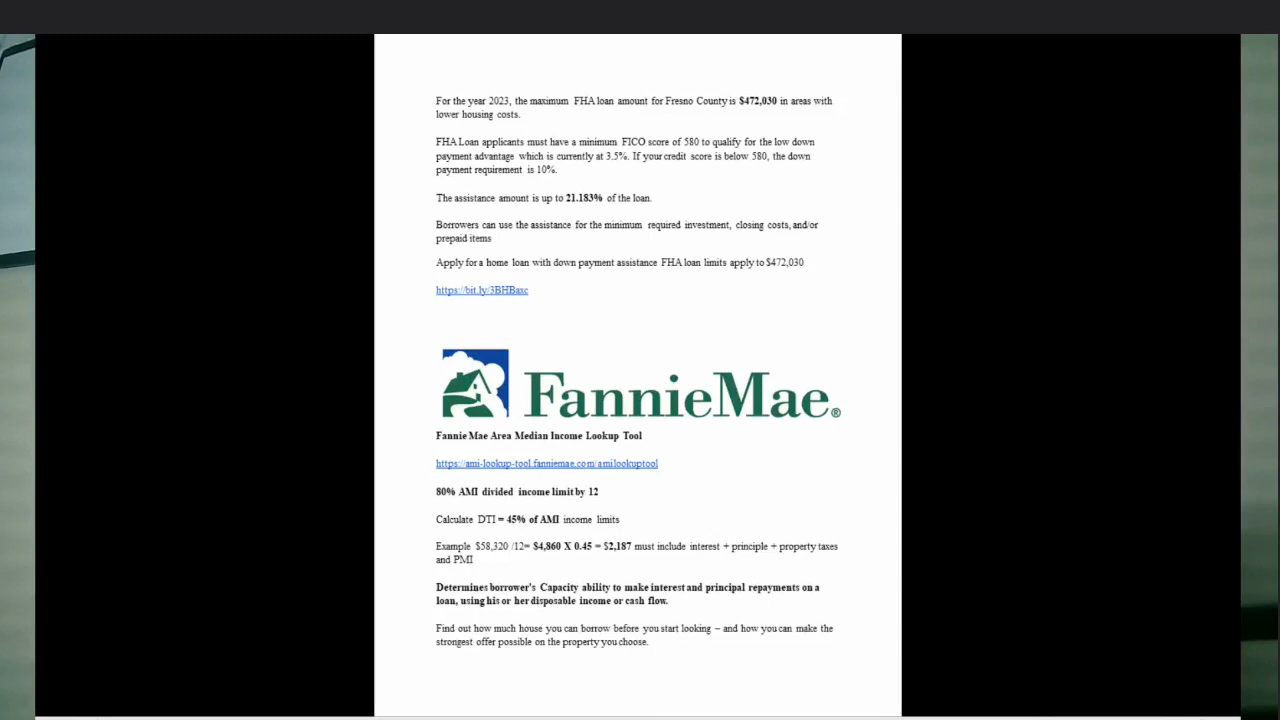 For the year 2023, the maximum FHA loan amount for Fresno County is $472,030 in areas with
lower housing costs.
FHA Loan applicants must have a minimum FICO score of 580 to qualify for the low down
payment advantage which is currently at 3.5%. If your credit score is below 580, the down
payment requirement is 10%.
The assistance amount is up to 21.183% of the loan.
Borrowers can use the assistance for the minimum required investment, closing costs, and/or
prepaid items
Apply for a home loan with down payment assistance FHA loan limits apply to $472,030
https://bit.ly/3BHBaxc
FannieMae®
Fannie Mae Area Median Income Lookup Tool
https://ami-lookup-tool.fanniemae.com/amilookuptool
80% AMI divided income limit by 12
Calculate DTI = 45% of AMI income limits
Example $58,320 /12= $4,860 X 0.45 = $2,187 must include interest + principle + property taxes
and PMI
Determines borrower's Capacity ability to make interest and principal repayments on a
loan, using his or her disposable income or cash flow.
Find out how much house you can borrow before you start looking – and how you can make the
strongest offer possible on the property you choose.